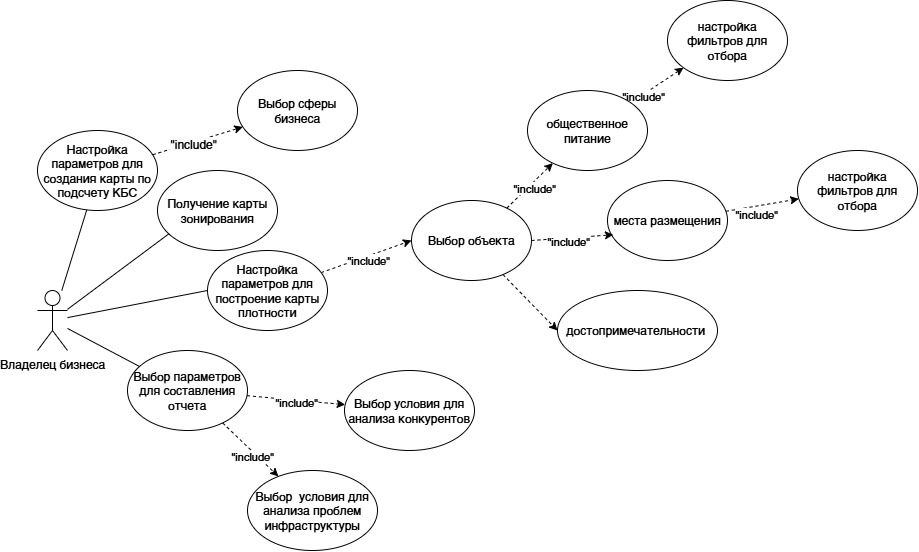 настройка
фильтров для
отбора
"include"
общественное
питание
Выбор сферы
бизнеса
"include"
Настройка
параметров для
создания карты по
подсчету КБС
"include"
настройка
фильтров для
отбора
"include"
места размещения
"include"
Выбор объекта
Получение карты
зонирования
"include"
Настройка
параметров для
построение карты
плотности
достопримечательности
Владелец бизнеса
Выбор параметров
для составления
отчета
"include"
Выбор условия для
анализа конкурентов
"include"
Выбор условия для
анализа проблем
инфраструктуры